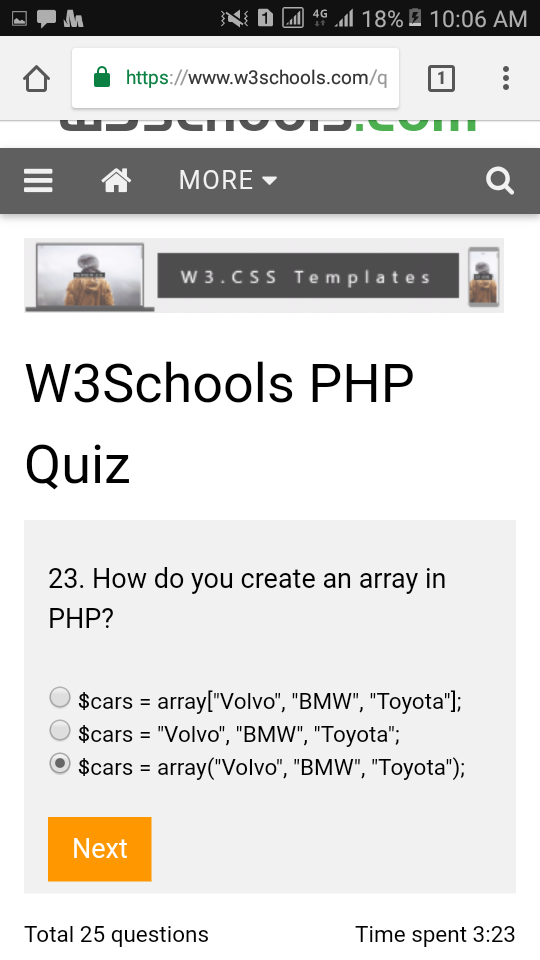 1 4G 18% 10:06 AM
https://www.w3schools.com/q
1
w3schools.com
MORE
W3.CSS Templates
W3Schools PHP
Quiz
23. How do you create an array in
PHP?
$cars = array["Volvo", "BMW", "Toyota"];
$cars = "Volvo", "BMW", "Toyota";
$cars = array("Volvo", "BMW", "Toyota");
Next
Total 25 questions
Time spent 3:23